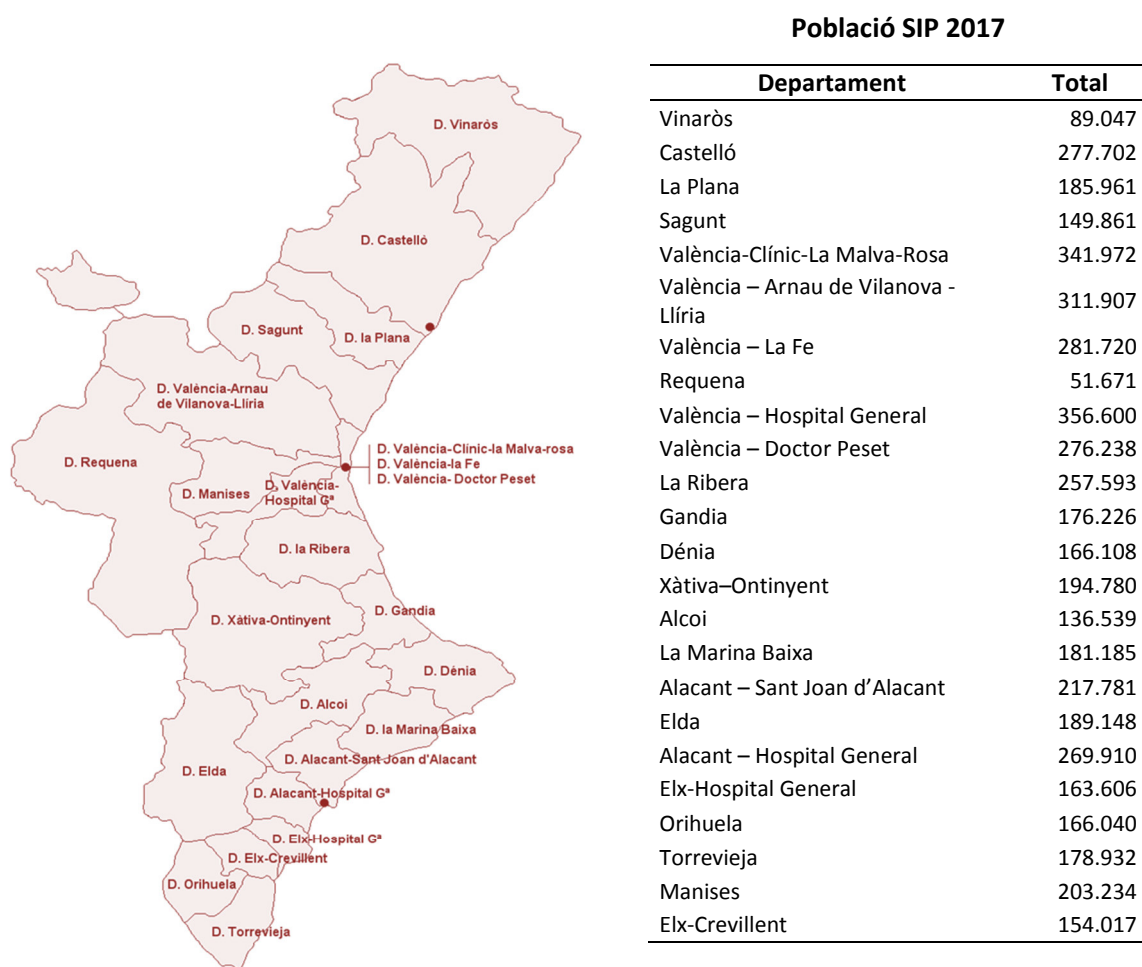 Població SIP 2017
D. Vinaròs
D. Castelló
D. Sagunt
D. la Plana
D. València-Arnau
de Vilanova-Llíria
D. Requena
D. València-Clínic-la Malva-rosa
D. València-la Fe
D. València- Doctor Peset
D. Manises
D. València-
Hospital Gª
D. la Ribera
D. Xàtiva-Ontinyent
D. Gandia
D. Dénia
D. Alcoi
D. la Marina Baixa
D. Alacant-Sant Joan d'Alacant
D. Elda
D. Alacant-Hospital Gª
D. Elx-Hospital Gª
D. Elx-Crevillent
D. Orihuela
D. Torrevieja
Departament Total
Vinaròs 89.047
Castelló 277.702
La Plana 185.961
Sagunt 149.861
València-Clínic-La Malva-Rosa 341.972
València – Arnau de Vilanova -
Llíria 311.907
València – La Fe 281.720
Requena 51.671
València – Hospital General 356.600
València – Doctor Peset 276.238
La Ribera 257.593
Gandia 176.226
Dénia 166.108
Xàtiva–Ontinyent 194.780
Alcoi 136.539
La Marina Baixa 181.185
Alacant – Sant Joan d’Alacant 217.781
Elda 189.148
Alacant – Hospital General 269.910
Elx-Hospital General 163.606
Orihuela 166.040
Torrevieja 178.932
Manises 203.234
Elx-Crevillent 154.017